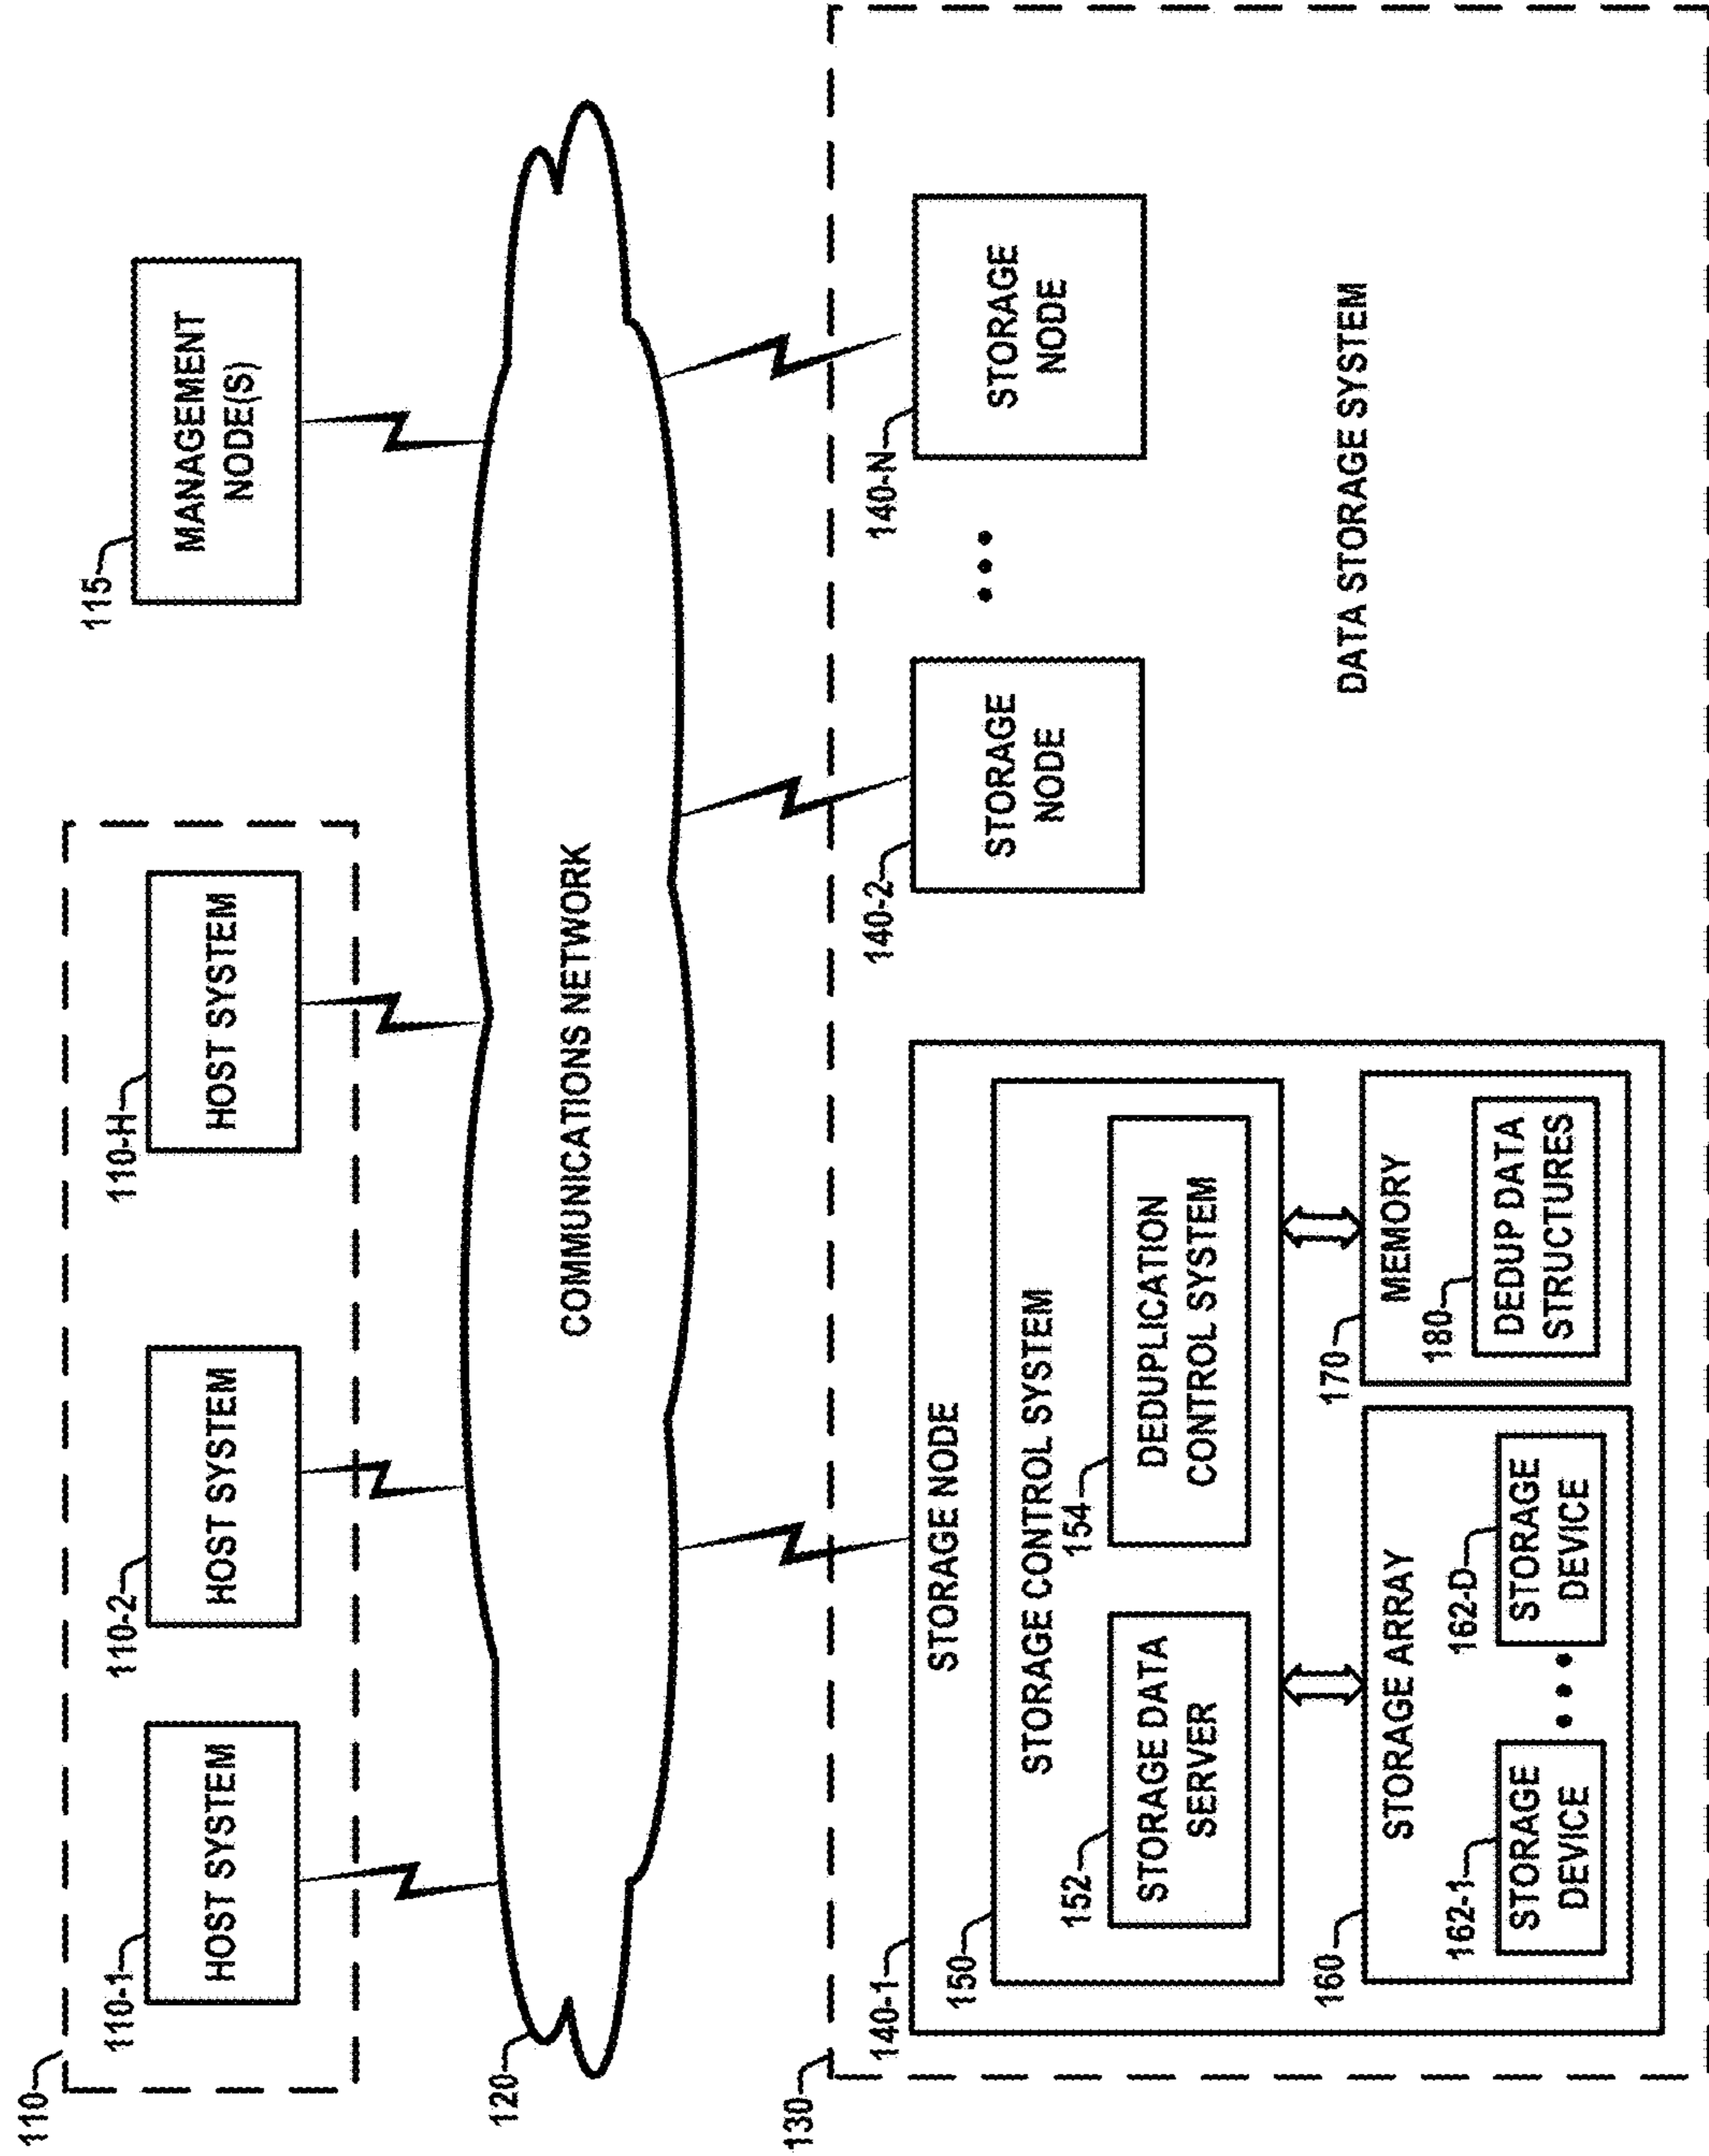 110
110-1
HOST SYSTEM
110-2
HOST SYSTEM
110-H
HOST SYSTEM
115
MANAGEMENT
NODE(S)
120
COMMUNICATIONS NETWORK
130
140-1
STORAGE NODE
150
STORAGE CONTROL SYSTEM
152
STORAGE DATA
SERVER
154
DEDUPLICATION
CONTROL SYSTEM
160
STORAGE ARRAY
162-1
STORAGE
DEVICE
162-D
STORAGE
DEVICE
170
MEMORY
180
DEDUP DATA
STRUCTURES
140-2
STORAGE
NODE
140-N
STORAGE
NODE
DATA STORAGE SYSTEM